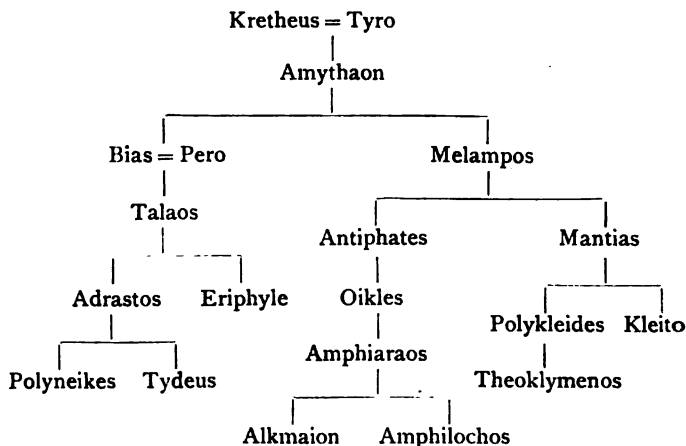 Kretheus = Tyro
Amythaon
Bias = Pero Melampos
Talaos
Antiphates Mantias
Adrastos Eriphyle Oikles
Polykleides Kleito
Amphiaraos
Polyneikes Tydeus Theoklymenos
Alkmaion Amphilochos